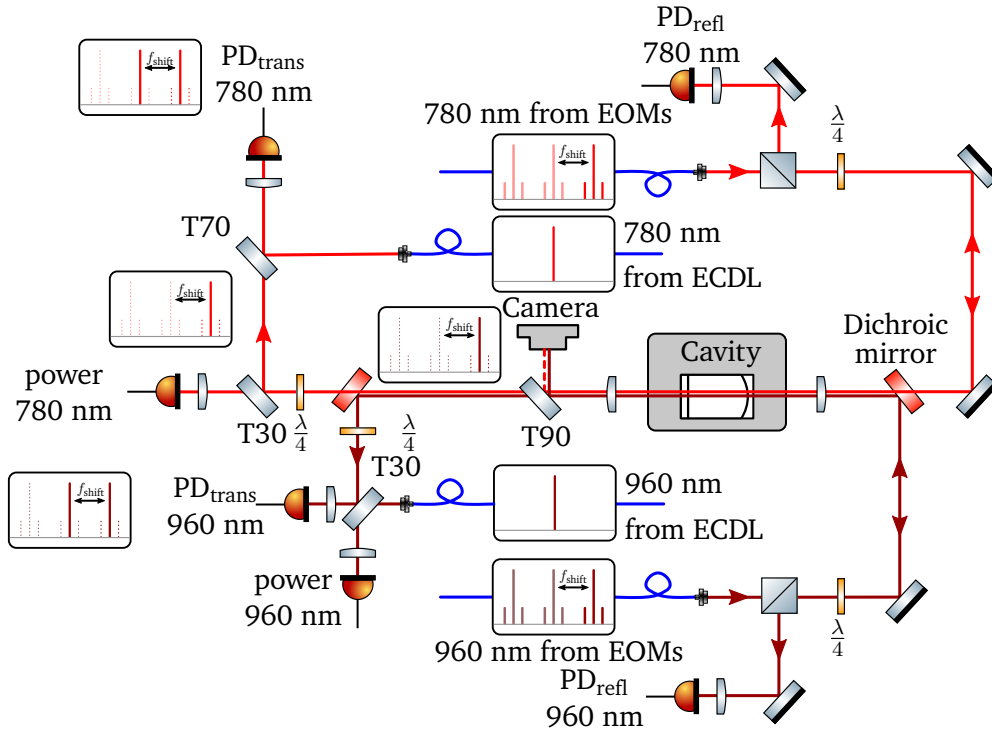 PD_refl
780 nm
f_shift
PD_trans
780 nm
780 nm from EOMs
λ/4
f_shift
T70
780 nm
from ECDL
f_shift
f_shift
Camera
Cavity
Dichroic
mirror
power
780 nm
T30
λ/4
λ/4
T90
T30
f_shift
PD_trans
960 nm
960 nm
from ECDL
power
960 nm
f_shift
λ/4
960 nm from EOMs
PD_refl
960 nm